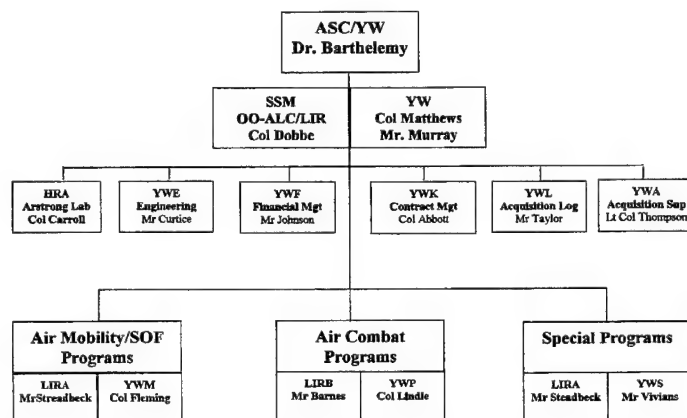 ASC/YW
Dr. Barthelemy
SSM
OO-ALC/LIR
Col Dobbe
YW
Col Matthews
Mr. Murray
HRA
Arstrong Lab
Col Carroll
YWE
Engineering
Mr Curtice
YWF
Financial Mgt
Mr Johnson
YWK
Contract Mgt
Col Abbott
YWL
Acquisition Log
Mr Taylor
YWA
Acquisition Sup
Lt Col Thompson
Air Mobility/SOF
Programs
LIRA
MrStreadbeck
YWM
Col Fleming
Air Combat
Programs
LIRB
Mr Barnes
YWP
Col Lindle
Special Programs
LIRA
Mr Steadbeck
YWS
Mr Vivians